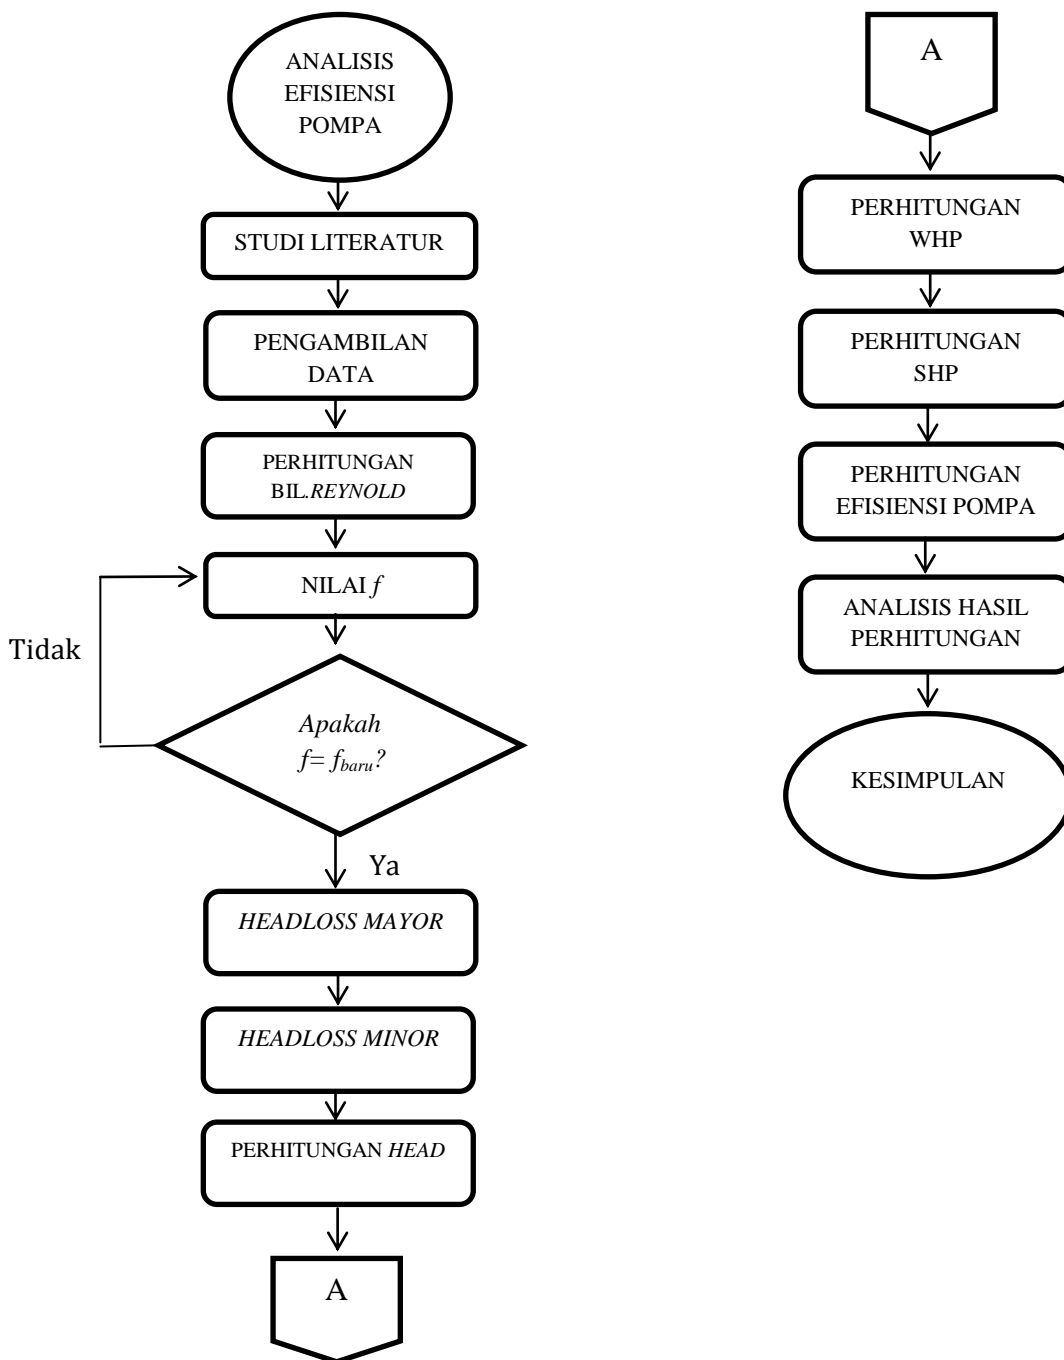 ANALISIS
EFISIENSI
POMPA
STUDI LITERATUR
PENGAMBILAN
DATA
PERHITUNGAN
BIL.REYNOLD
NILAI f
Tidak
Apakah
f= fbaru?
Ya
HEADLOSS MAYOR
HEADLOSS MINOR
PERHITUNGAN HEAD
A
A
PERHITUNGAN
WHP
PERHITUNGAN
SHP
PERHITUNGAN
EFISIENSI POMPA
ANALISIS HASIL
PERHITUNGAN
KESIMPULAN